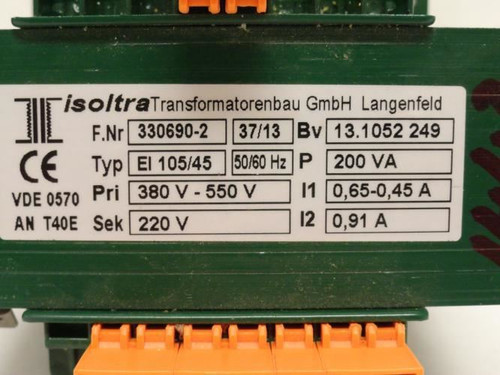 isoltra Transformatorenbau GmbH Langenfeld
F.Nr 330690-2 37/13 Bv 13.1052 249
CE Typ EI 105/45 50/60 Hz P 200 VA
VDE 0570 Pri 380 V - 550 V I1 0,65-0,45 A
AN T40E Sek 220 V I2 0,91 A